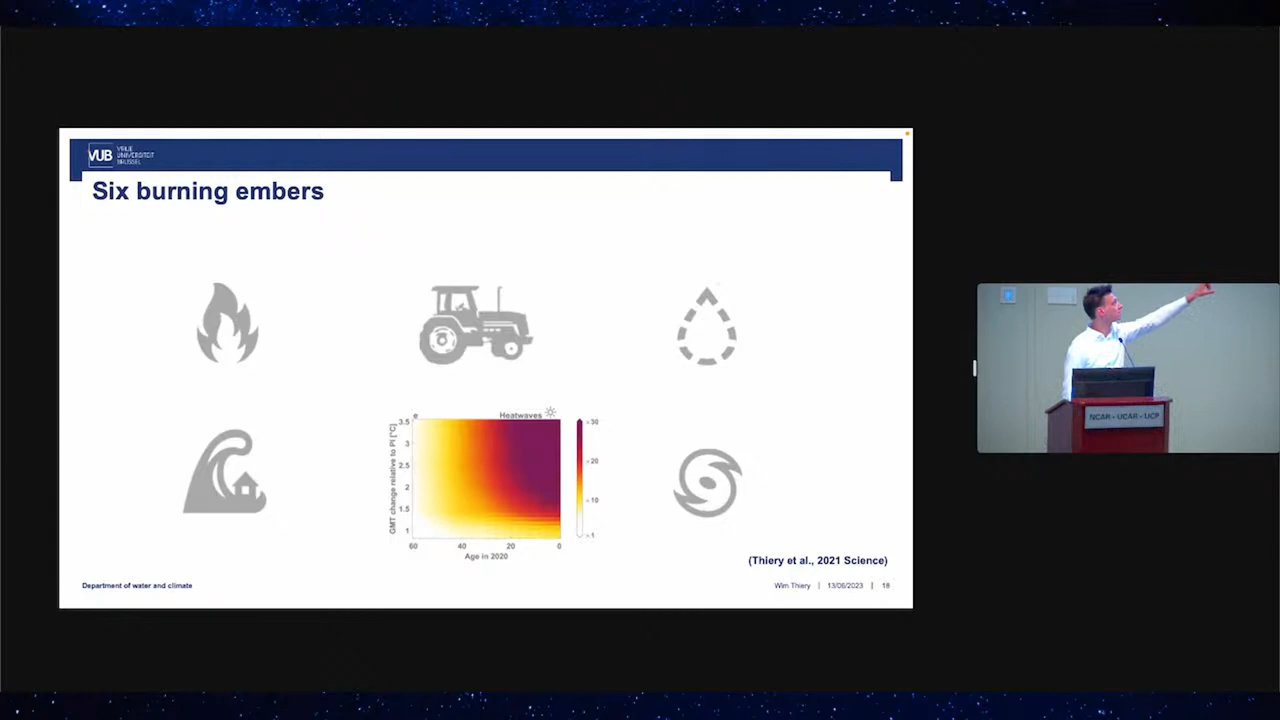 VUB
VRIJE
UNIVERSITEIT
BRUSSEL
Six burning embers
e
Heatwaves
GMT change relative to PI [°C]
3.5
3
2.5
2
1.5
1
60
40
20
0
Age in 2020
× 30
× 20
× 10
× 1
(Thiery et al., 2021 Science)
Department of water and climate
Wim Thiery | 13/06/2023 | 18
NCAR • UCAR • UCP